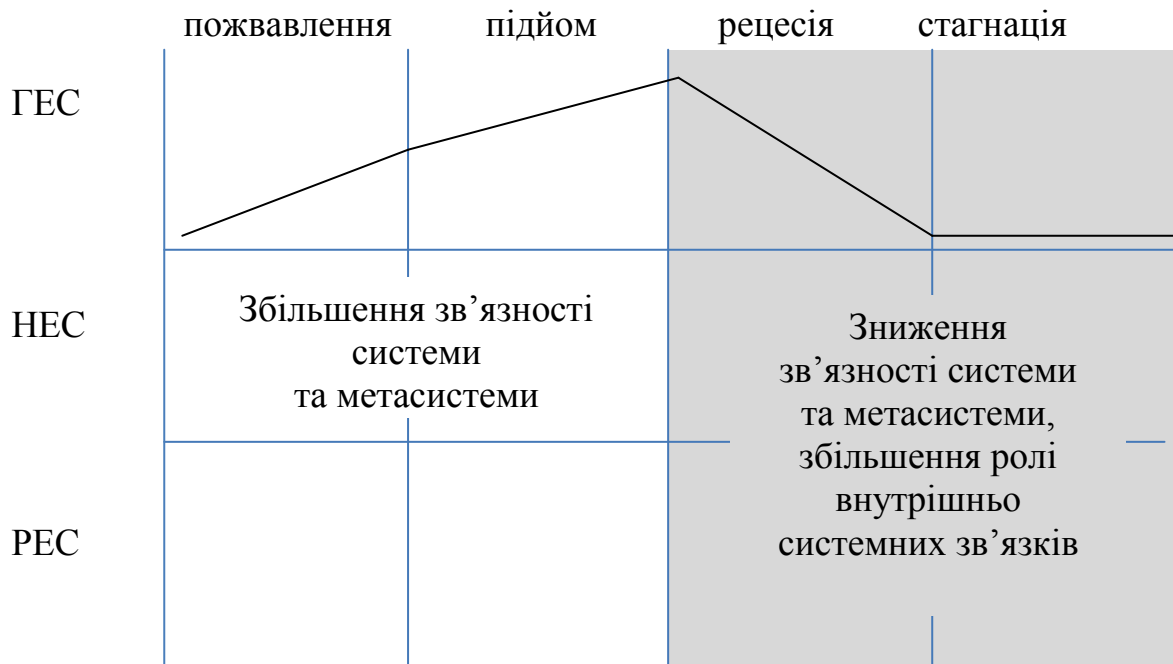 пожвавлення підйом рецесія стагнація
ГЕС
НЕС
Збільшення зв’язності
системи
та метасистеми
Зниження
зв’язності системи
та метасистеми,
збільшення ролі
внутрішньо
системних зв’язків
РЕС